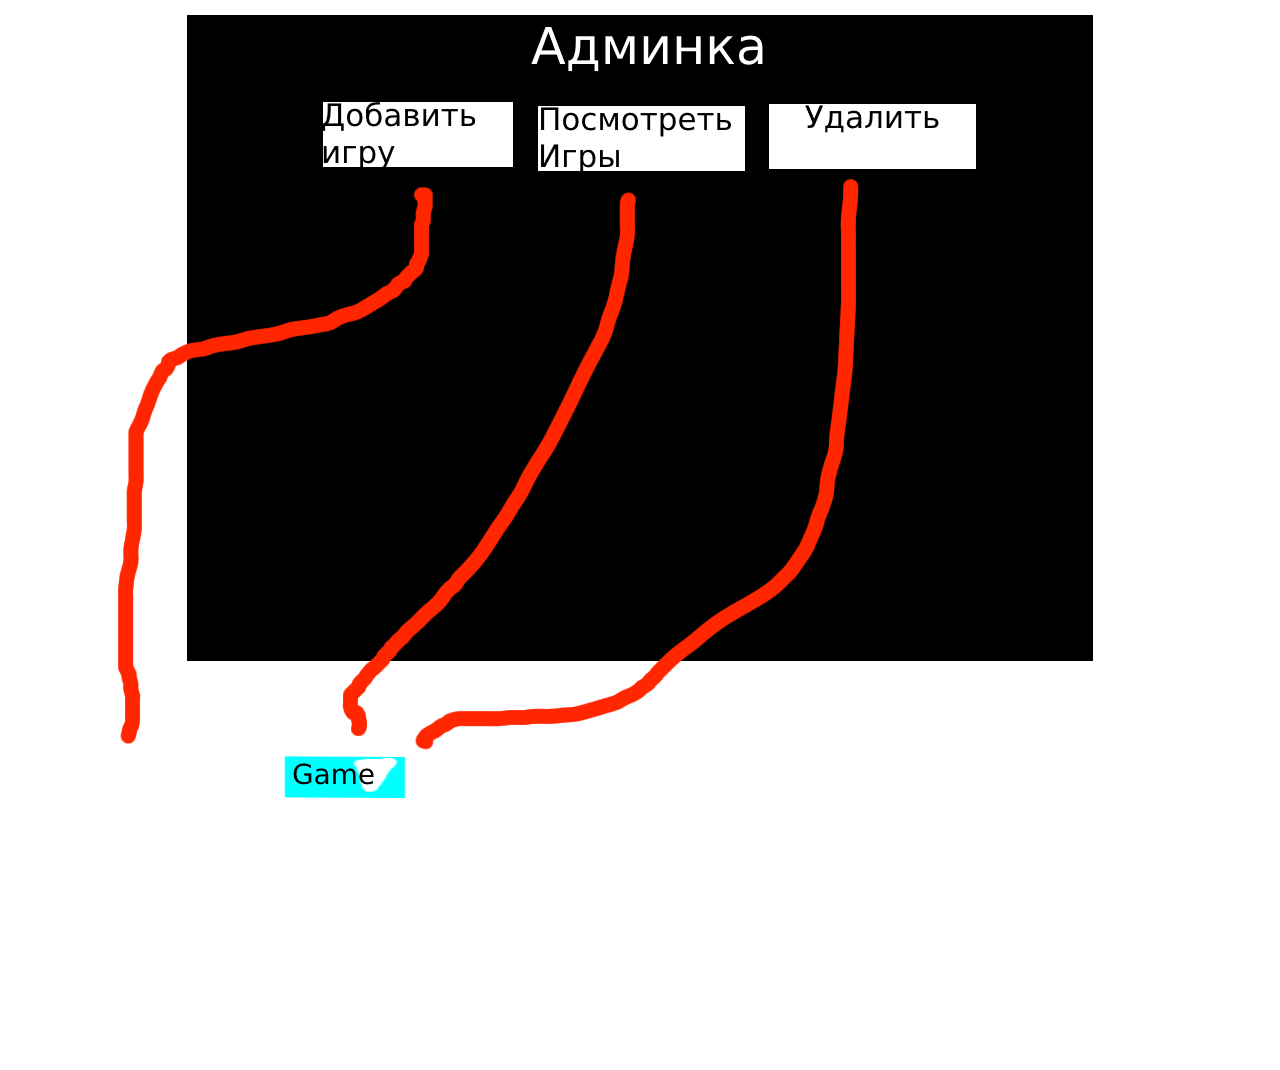 Админка
Добавить
игру
Посмотреть
Игры
Удалить
Game